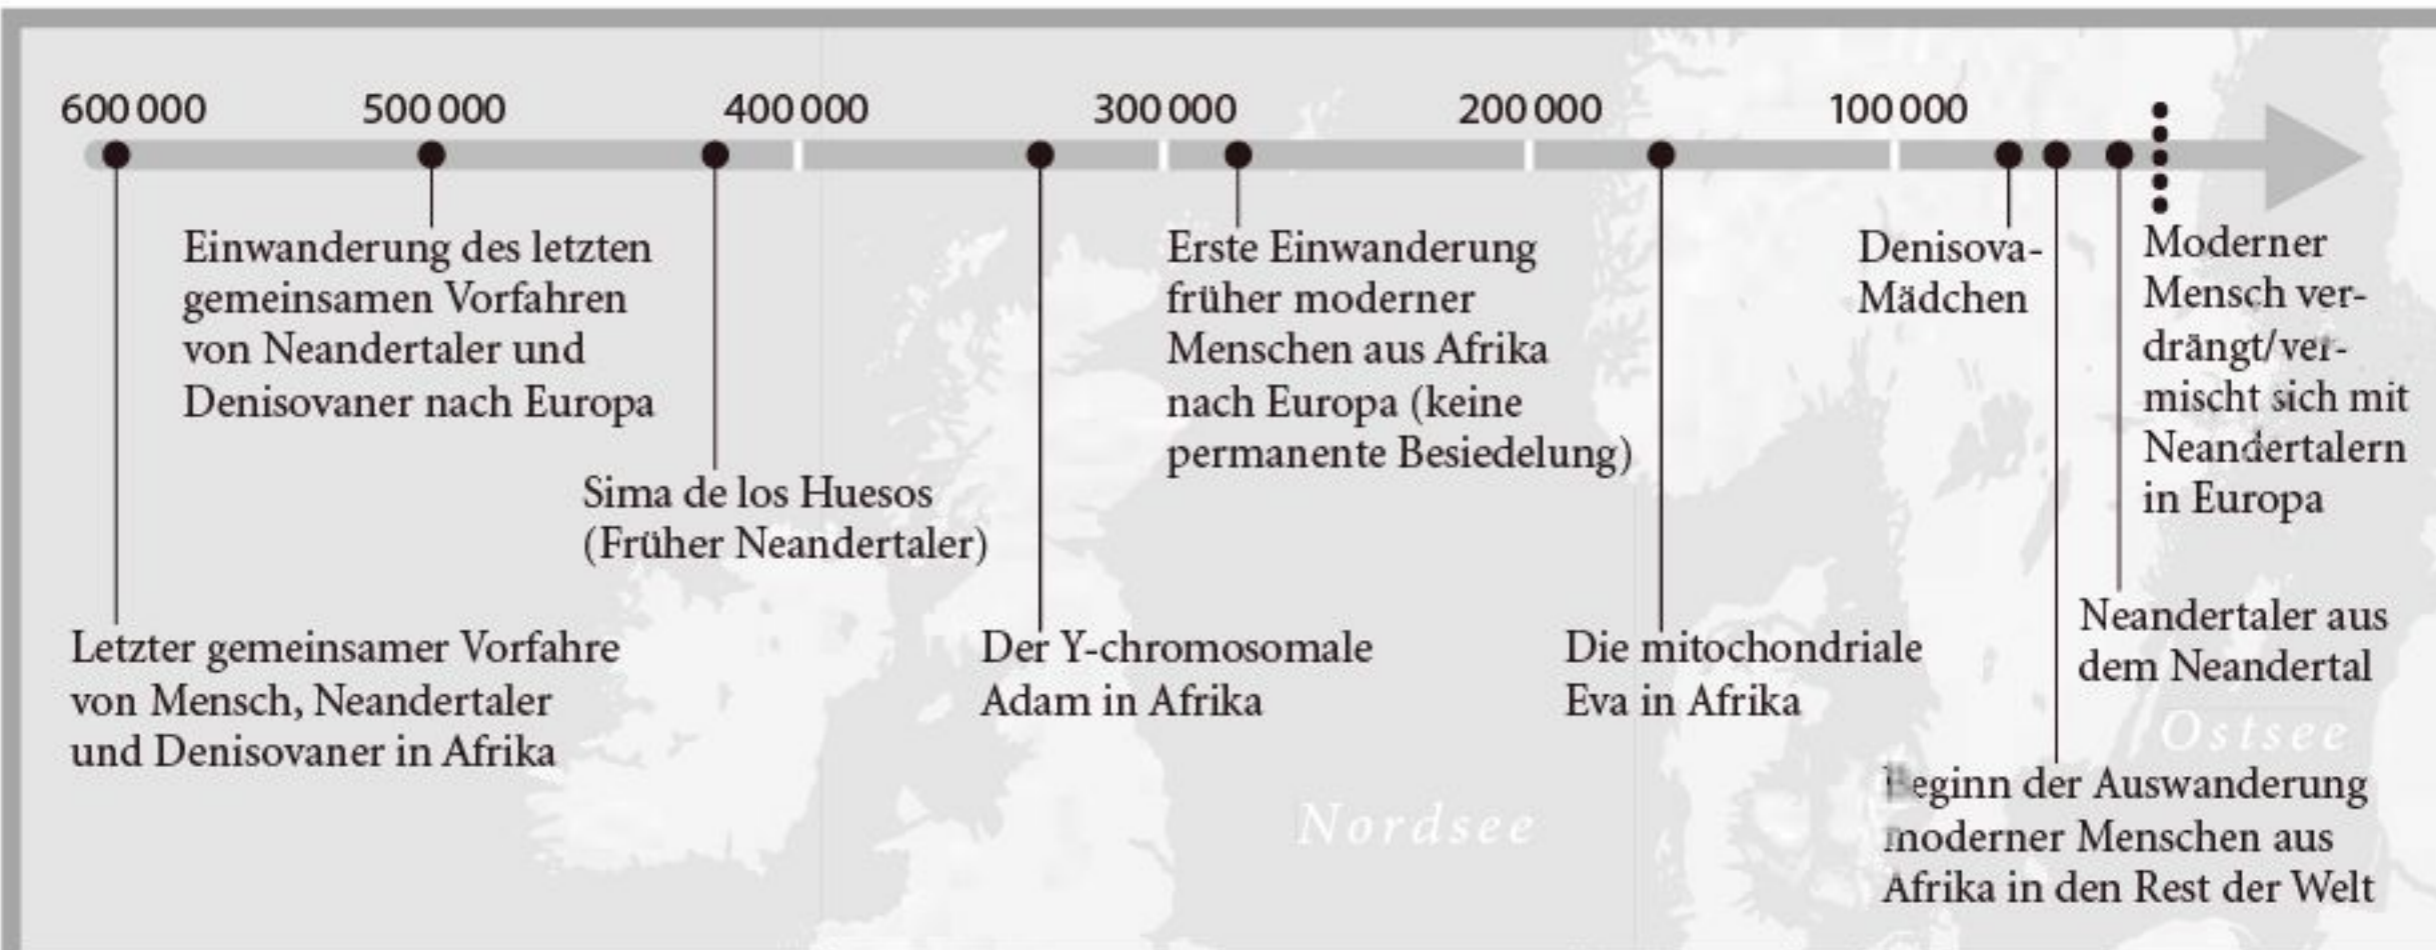 600 000 500 000 400 000 300 000 200 000 100 000
Einwanderung des letzten
gemeinsamen Vorfahren
von Neandertaler und
Denisovaner nach Europa
Erste Einwanderung
früher moderner
Menschen aus Afrika
nach Europa (keine
permanente Besiedelung)
Denisova-
Mädchen
Moderner
Mensch ver-
drängt/ver-
mischt sich mit
Neandertalern
in Europa
Sima de los Huesos
(Früher Neandertaler)
Letzter gemeinsamer Vorfahre
von Mensch, Neandertaler
und Denisovaner in Afrika
Der Y-chromosomale
Adam in Afrika
Die mitochondriale
Eva in Afrika
Neandertaler aus
dem Neandertal
Ostsee
Beginn der Auswanderung
moderner Menschen aus
Afrika in den Rest der Welt
Nordsee